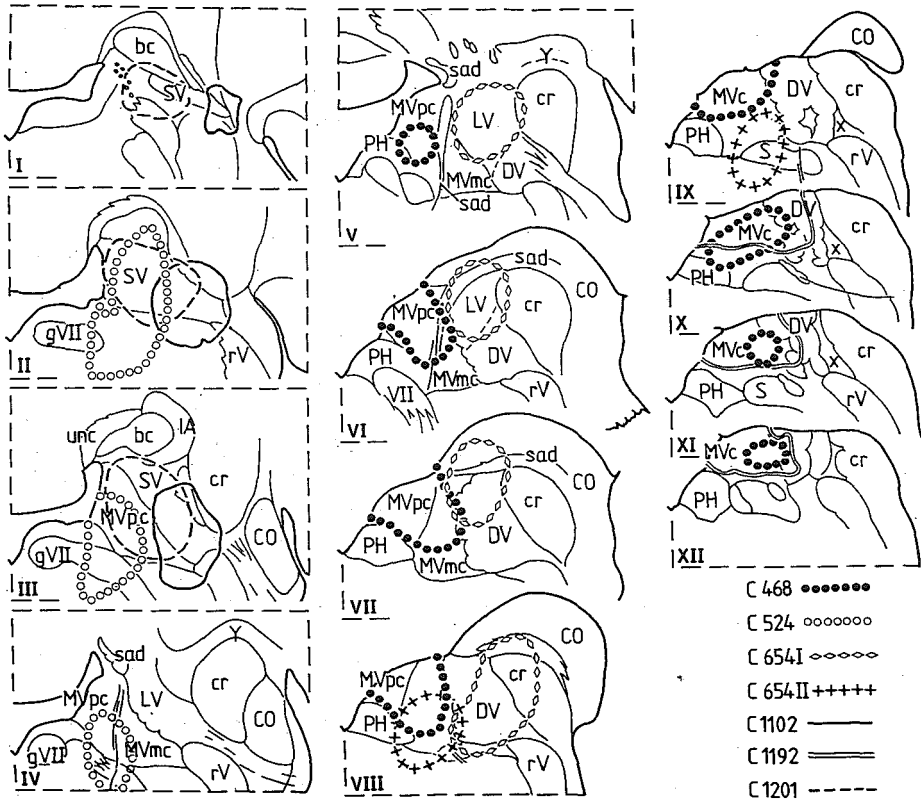 bc
SV
I
SV
gVII
rV
II
unc
bc
IA
SV
cr
MVpc
gVII
CO
III
sad
Y
MVpc
LV
cr
CO
gVII
MVmc
rV
IV
sad
Y
MVpc
LV
cr
PH
MVmc
DV
sad
V
sad
MVpc
LV
cr
CO
PH
DV
MVmc
VII
rV
VI
sad
CO
MVpc
cr
DV
PH
MVmc
VII
CO
MVpc
cr
PH
DV
rV
VIII
CO
MVc
DV
cr
PH
S
x
rV
IX
DV
MVc
cr
x
PH
X
DV
MVc
cr
x
PH
S
rV
XI
MVc
cr
PH
XII
C 468
C 524
C 654I
C 654II
C 1102
C 1192
C 1201